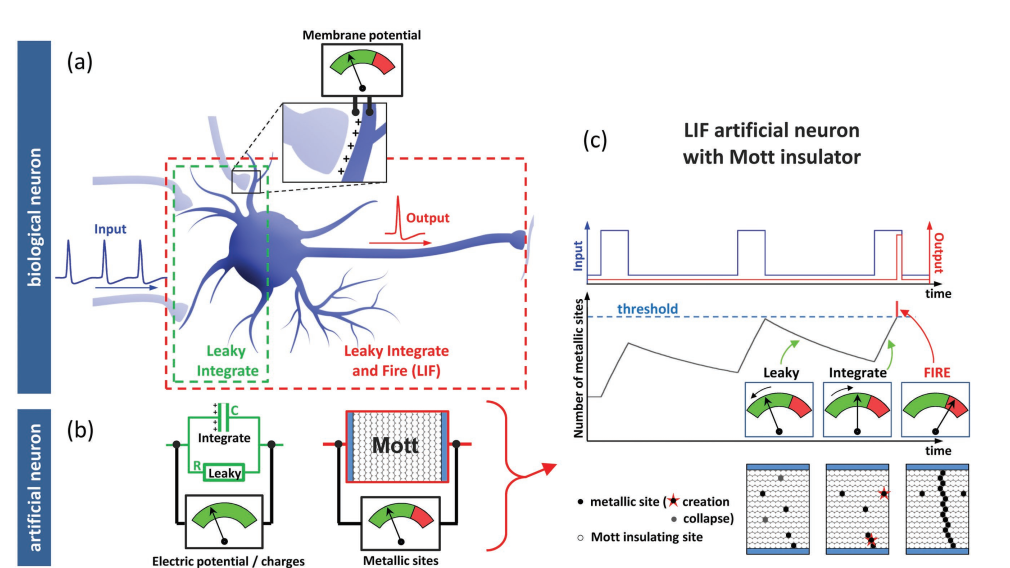 biological neuron
(a)
Membrane potential
+
+
+
+
+
Input
Output
Leaky
Integrate
Leaky Integrate
and Fire (LIF)
artificial neuron
(b)
+
+
+
+
C
Integrate
R
Leaky
Electric potential / charges
Mott
Metallic sites
(c)
LIF artificial neuron
with Mott insulator
Input
Output
time
Number of metallic sites
threshold
Leaky
Integrate
FIRE
time
metallic site (
creation
collapse)
Mott insulating site